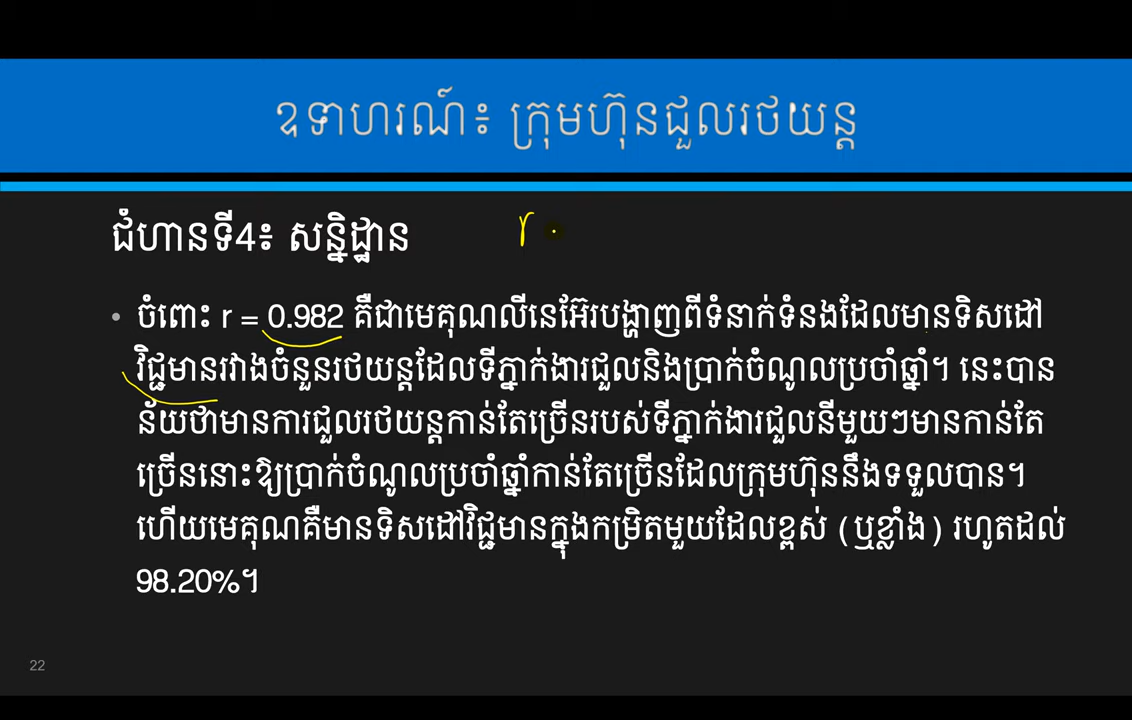 ឧទាហរណ៍៖ ក្រុមហ៊ុនជួលរថយន្ត
ជំហានទី4៖ សន្និដ្ឋាន r
• ចំពោះ r = 0.982 គឺជាមេគុណលីនេអ៊ែរបង្ហាញពីទំនាក់ទំនងដែលមានទិសដៅ
វិជ្ជមានរវាងចំនួនរថយន្តដែលទីភ្នាក់ងារជួលនិងប្រាក់ចំណូលប្រចាំឆ្នាំ។ នេះបាន
ន័យថាមានការជួលរថយន្តកាន់តែច្រើនរបស់ទីភ្នាក់ងារជួលនីមួយៗមានកាន់តែ
ច្រើននោះឱ្យប្រាក់ចំណូលប្រចាំឆ្នាំកាន់តែច្រើនដែលក្រុមហ៊ុននឹងទទួលបាន។
ហើយមេគុណគឺមានទិសដៅវិជ្ជមានក្នុងកម្រិតមួយដែលខ្ពស់ (ឬខ្លាំង) រហូតដល់
98.20%។
22